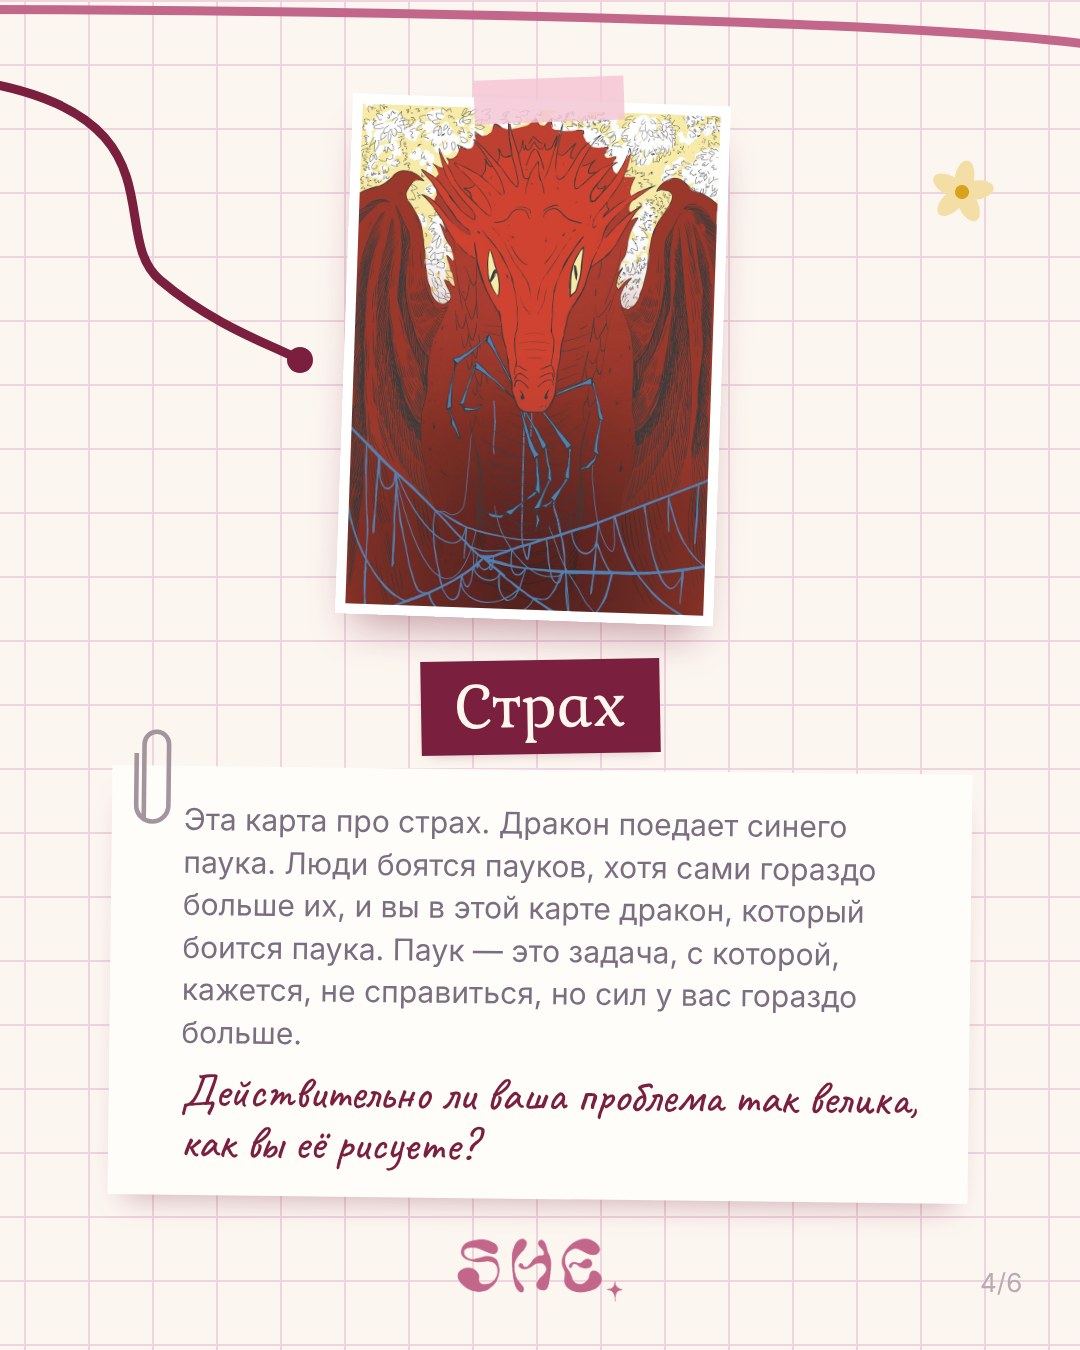 Страх
Эта карта про страх. Дракон поедает синего
паука. Люди боятся пауков, хотя сами гораздо
больше их, и вы в этой карте дракон, который
боится паука. Паук — это задача, с которой,
кажется, не справиться, но сил у вас гораздо
больше.
Действительно ли ваша проблема так велика,
как вы её рисуете?
SHE.
4/6